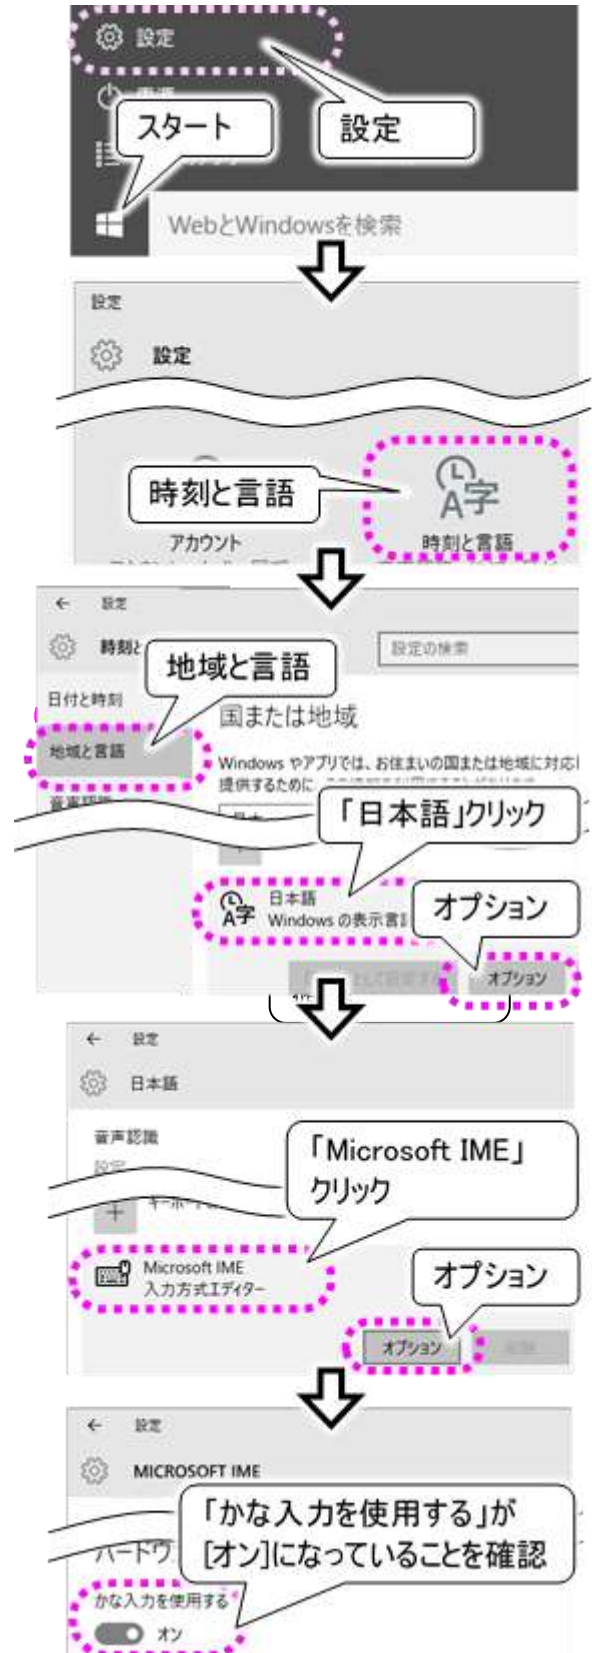 設定
スタート
設定
WebとWindowsを検索
設定
設定
時刻と言語
アカウント
時刻と言語
← 設定
地域と言語
設定の検索
日付と時刻
国または地域
地域と言語
Windows やアプリでは、お住まいの国または地域に対応
提供するために、
音声認識
「日本語」クリック
日本語
Windows の表示言
オプション
オプション
← 設定
日本語
音声認識
設定
「Microsoft IME」
クリック
+
Microsoft IME
入力方式エディター
オプション
オプション
← 設定
MICROSOFT IME
「かな入力を使用する」が
[オン]になっていることを確認
ハードウ
かな入力を使用する
オン